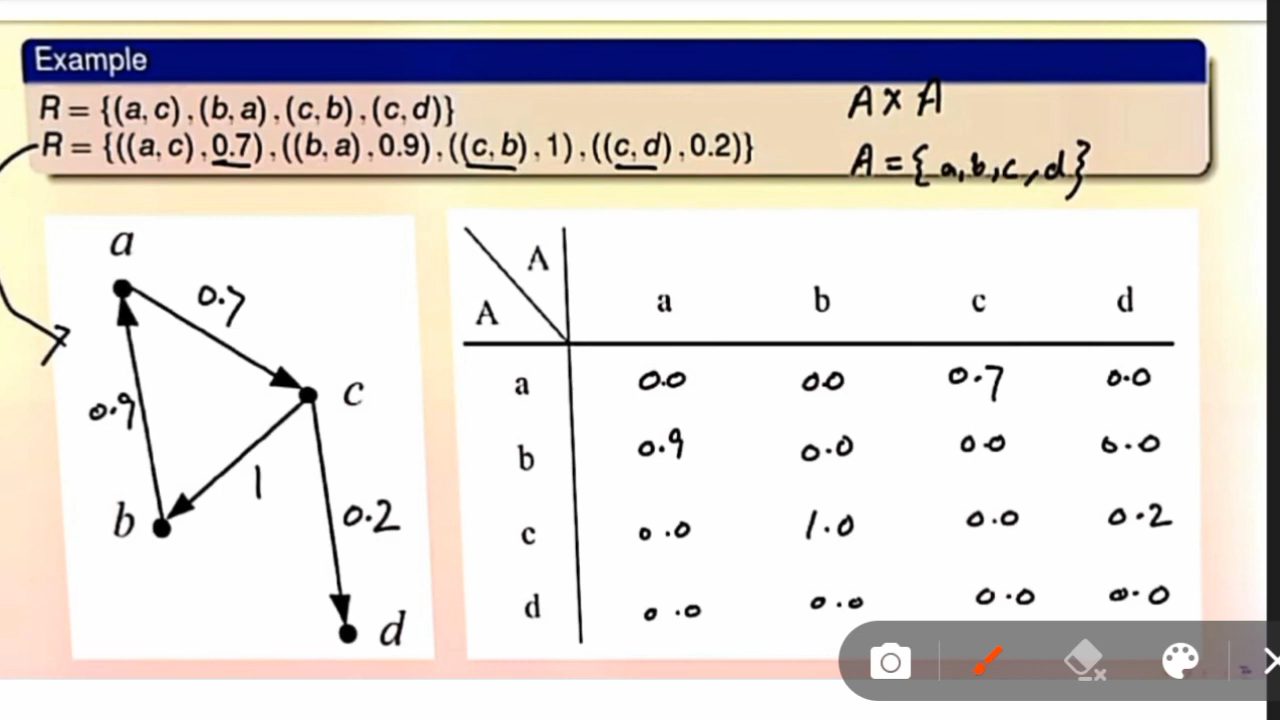 Example
R = {(a, c), (b, a), (c, b), (c, d)}
R = {((a, c), 0.7), ((b, a), 0.9), ((c, b), 1), ((c, d), 0.2)}
A × A
A = {a, b, c, d}
a
0.7
c
0.9
1
b
0.2
d
A
A
a b c d
a 0.0 0.0 0.7 0.0
b 0.9 0.0 0.0 0.0
c 0.0 1.0 0.0 0.2
d 0.0 0.0 0.0 0.0